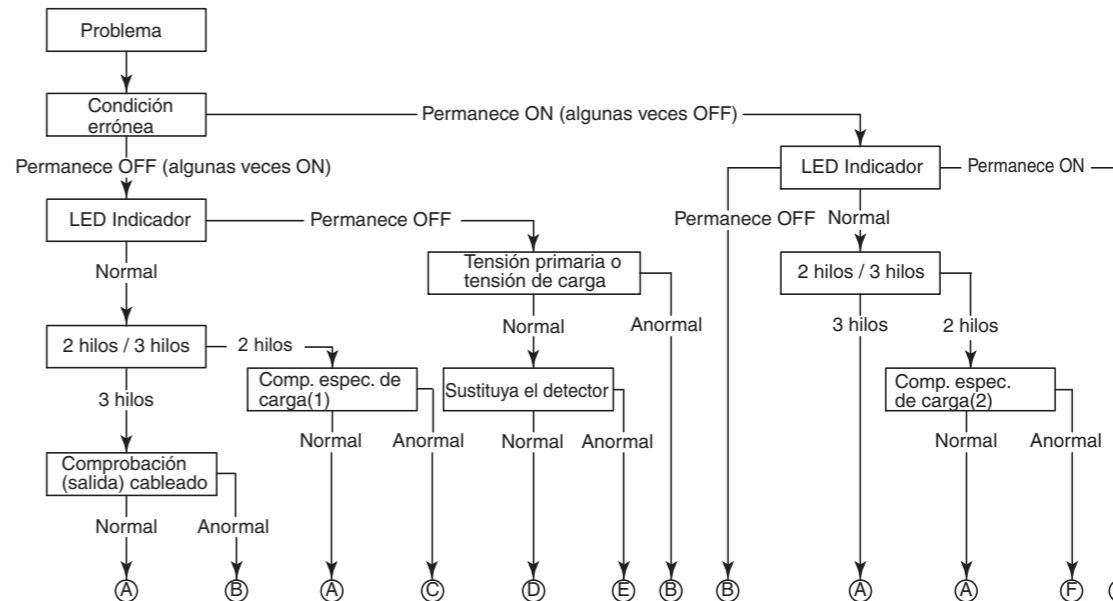 Problema
Condición
errónea
Permanece ON (algunas veces OFF)
Permanece OFF (algunas veces ON)
LED Indicador
Permanece ON
LED Indicador
Permanece OFF
Permanece OFF
Normal
Normal
Tensión primaria o
tensión de carga
2 hilos / 3 hilos
Normal
Anormal
3 hilos
2 hilos
2 hilos / 3 hilos
2 hilos
Comp. espec. de
carga(1)
Sustituya el detector
Comp. espec.
de carga(2)
3 hilos
Normal
Anormal
Normal
Anormal
Normal
Anormal
Comprobación
(salida) cableado
Normal
Anormal
A
B
A
C
D
E
B
B
A
A
F